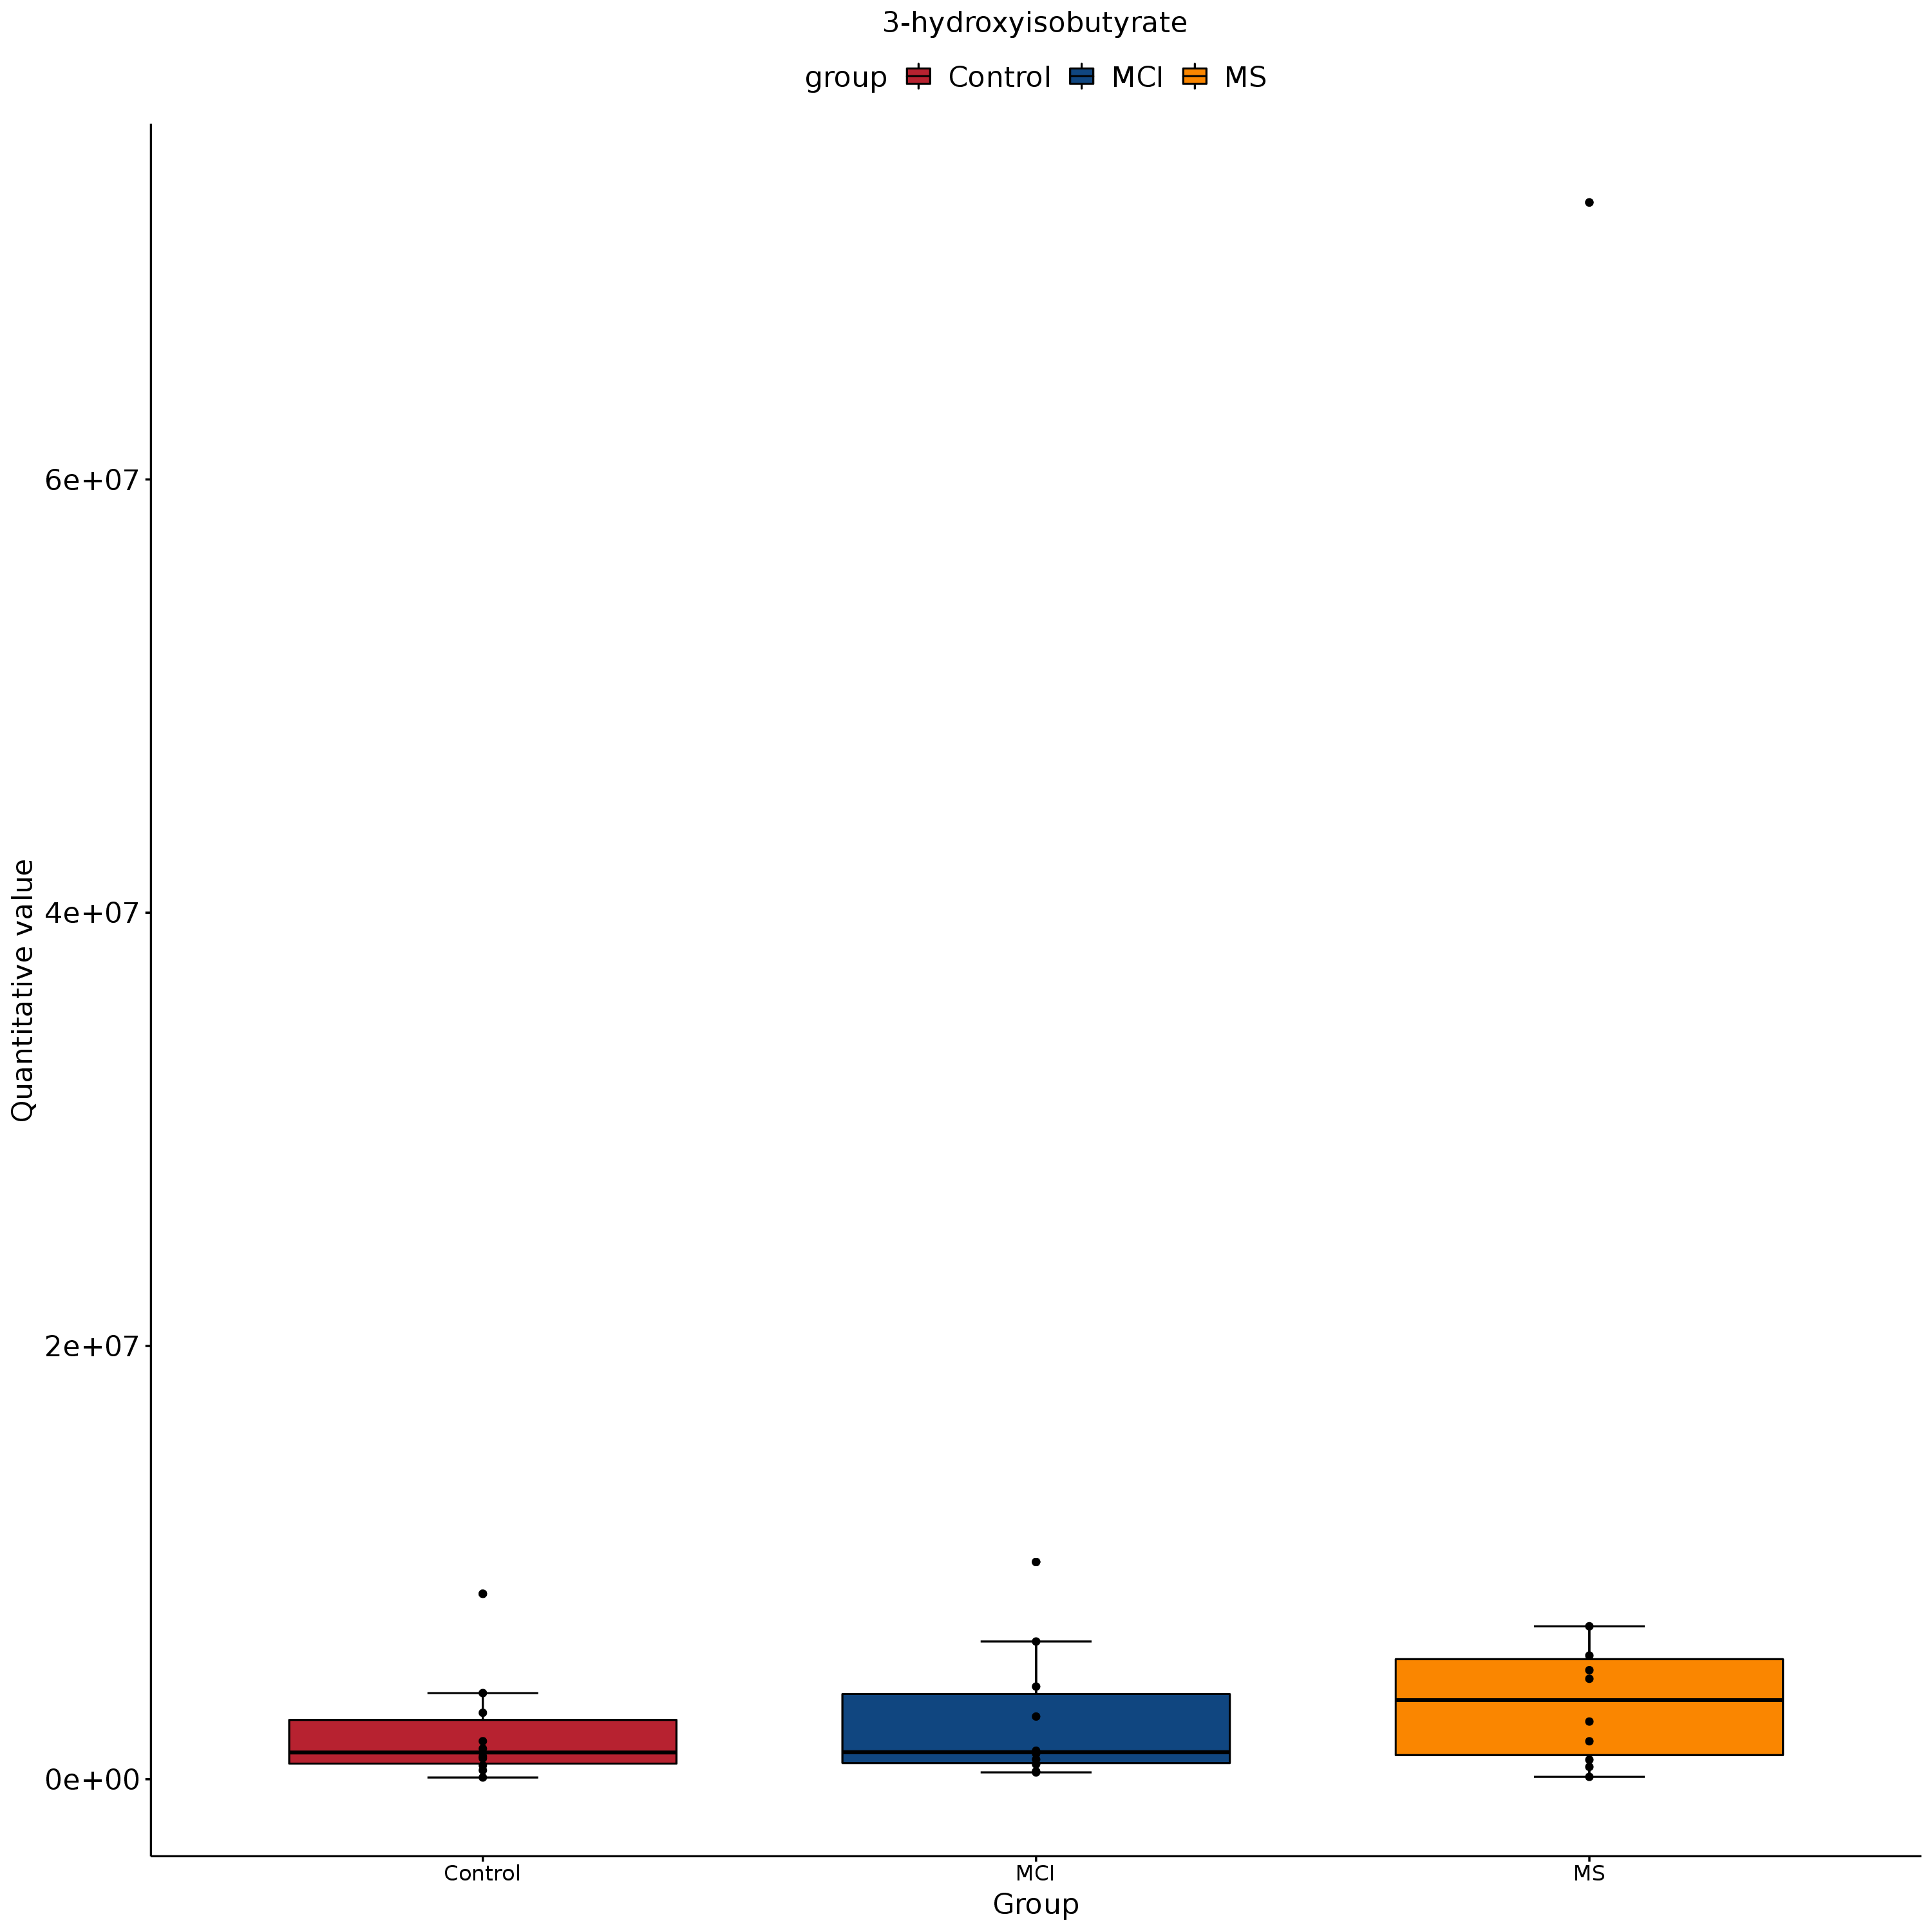 3-hydroxyisobutyrate
group Control MCI MS
Quantitative value
6e+07
4e+07
2e+07
0e+00
Control MCI MS
Group